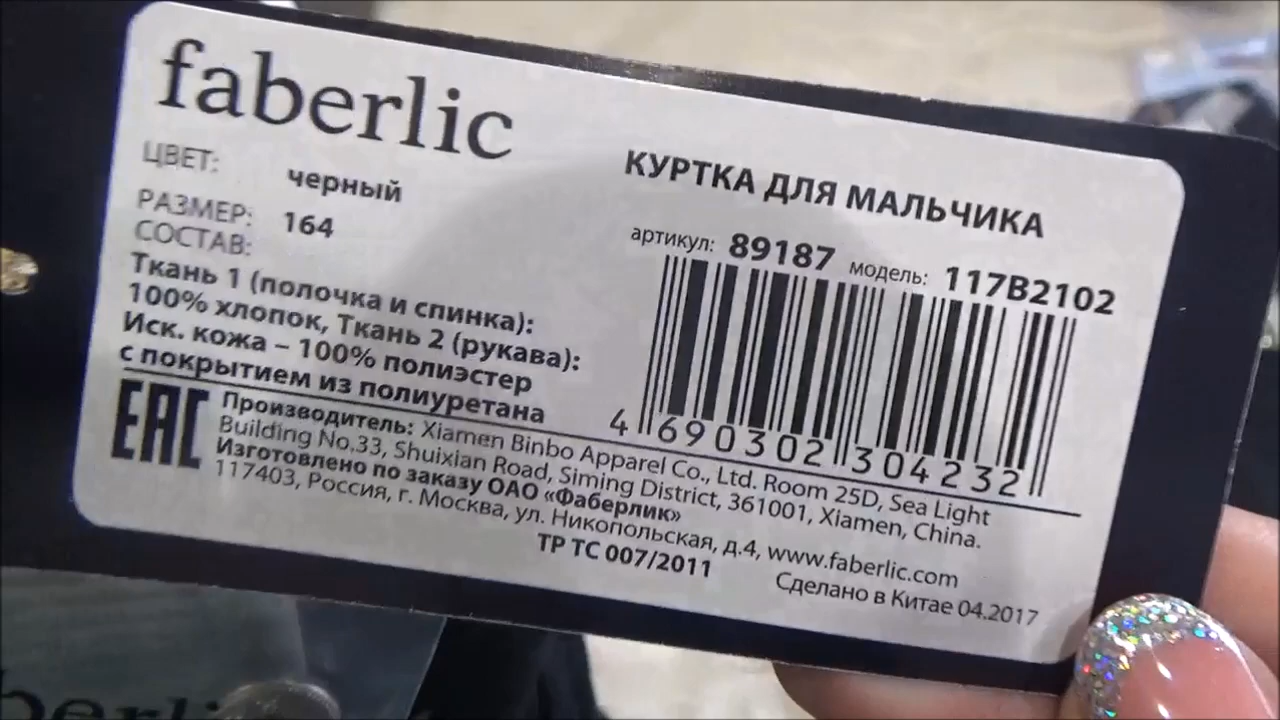 faberlic
ЦВЕТ: черный
РАЗМЕР: 164
СОСТАВ:
Ткань 1 (полочка и спинка):
100% хлопок, Ткань 2 (рукава):
Иск. кожа – 100% полиэстер
с покрытием из полиуретана
КУРТКА ДЛЯ МАЛЬЧИКА
артикул: 89187 модель: 117B2102
4 690302 304232
EAC
Производитель: Xiamen Binbo Apparel Co., Ltd. Room 25D, Sea Light
Building No.33, Shuixian Road, Siming District, 361001, Xiamen, China.
Изготовлено по заказу ОАО «Фаберлик»
117403, Россия, г. Москва, ул. Никопольская, д.4, www.faberlic.com
ТР ТС 007/2011
Сделано в Китае 04.2017